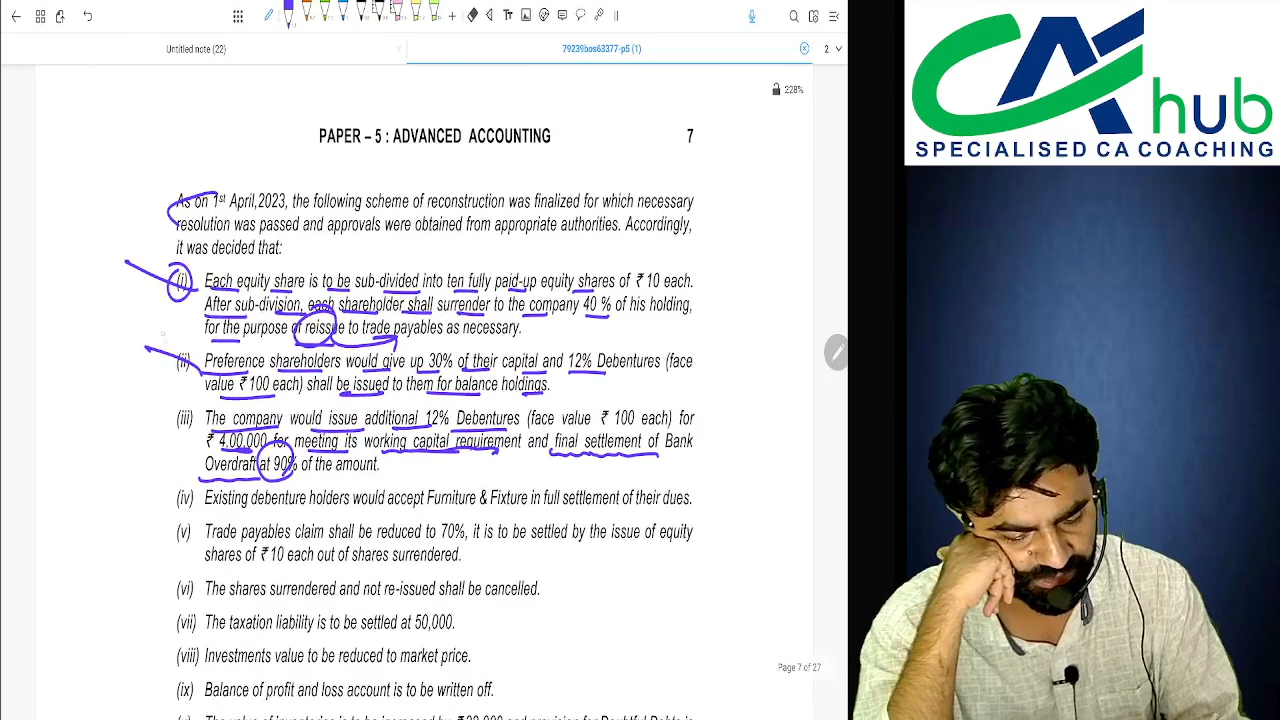 Untitled note (22)
79239bos63377-p5 (1)
2
228%
PAPER – 5 : ADVANCED ACCOUNTING 7
As on 1st April,2023, the following scheme of reconstruction was finalized for which necessary
resolution was passed and approvals were obtained from appropriate authorities. Accordingly,
it was decided that:
(i) Each equity share is to be sub-divided into ten fully paid-up equity shares of ₹ 10 each.
After sub-division, each shareholder shall surrender to the company 40 % of his holding,
for the purpose of reissue to trade payables as necessary.
(ii) Preference shareholders would give up 30% of their capital and 12% Debentures (face
value ₹ 100 each) shall be issued to them for balance holdings.
(iii) The company would issue additional 12% Debentures (face value ₹ 100 each) for
₹ 4,00,000 for meeting its working capital requirement and final settlement of Bank
Overdraft at 90% of the amount.
(iv) Existing debenture holders would accept Furniture & Fixture in full settlement of their dues.
(v) Trade payables claim shall be reduced to 70%, it is to be settled by the issue of equity
shares of ₹ 10 each out of shares surrendered.
(vi) The shares surrendered and not re-issued shall be cancelled.
(vii) The taxation liability is to be settled at 50,000.
(viii) Investments value to be reduced to market price.
Page 7 of 27
(ix) Balance of profit and loss account is to be written off.
CA hub
SPECIALISED CA COACHING